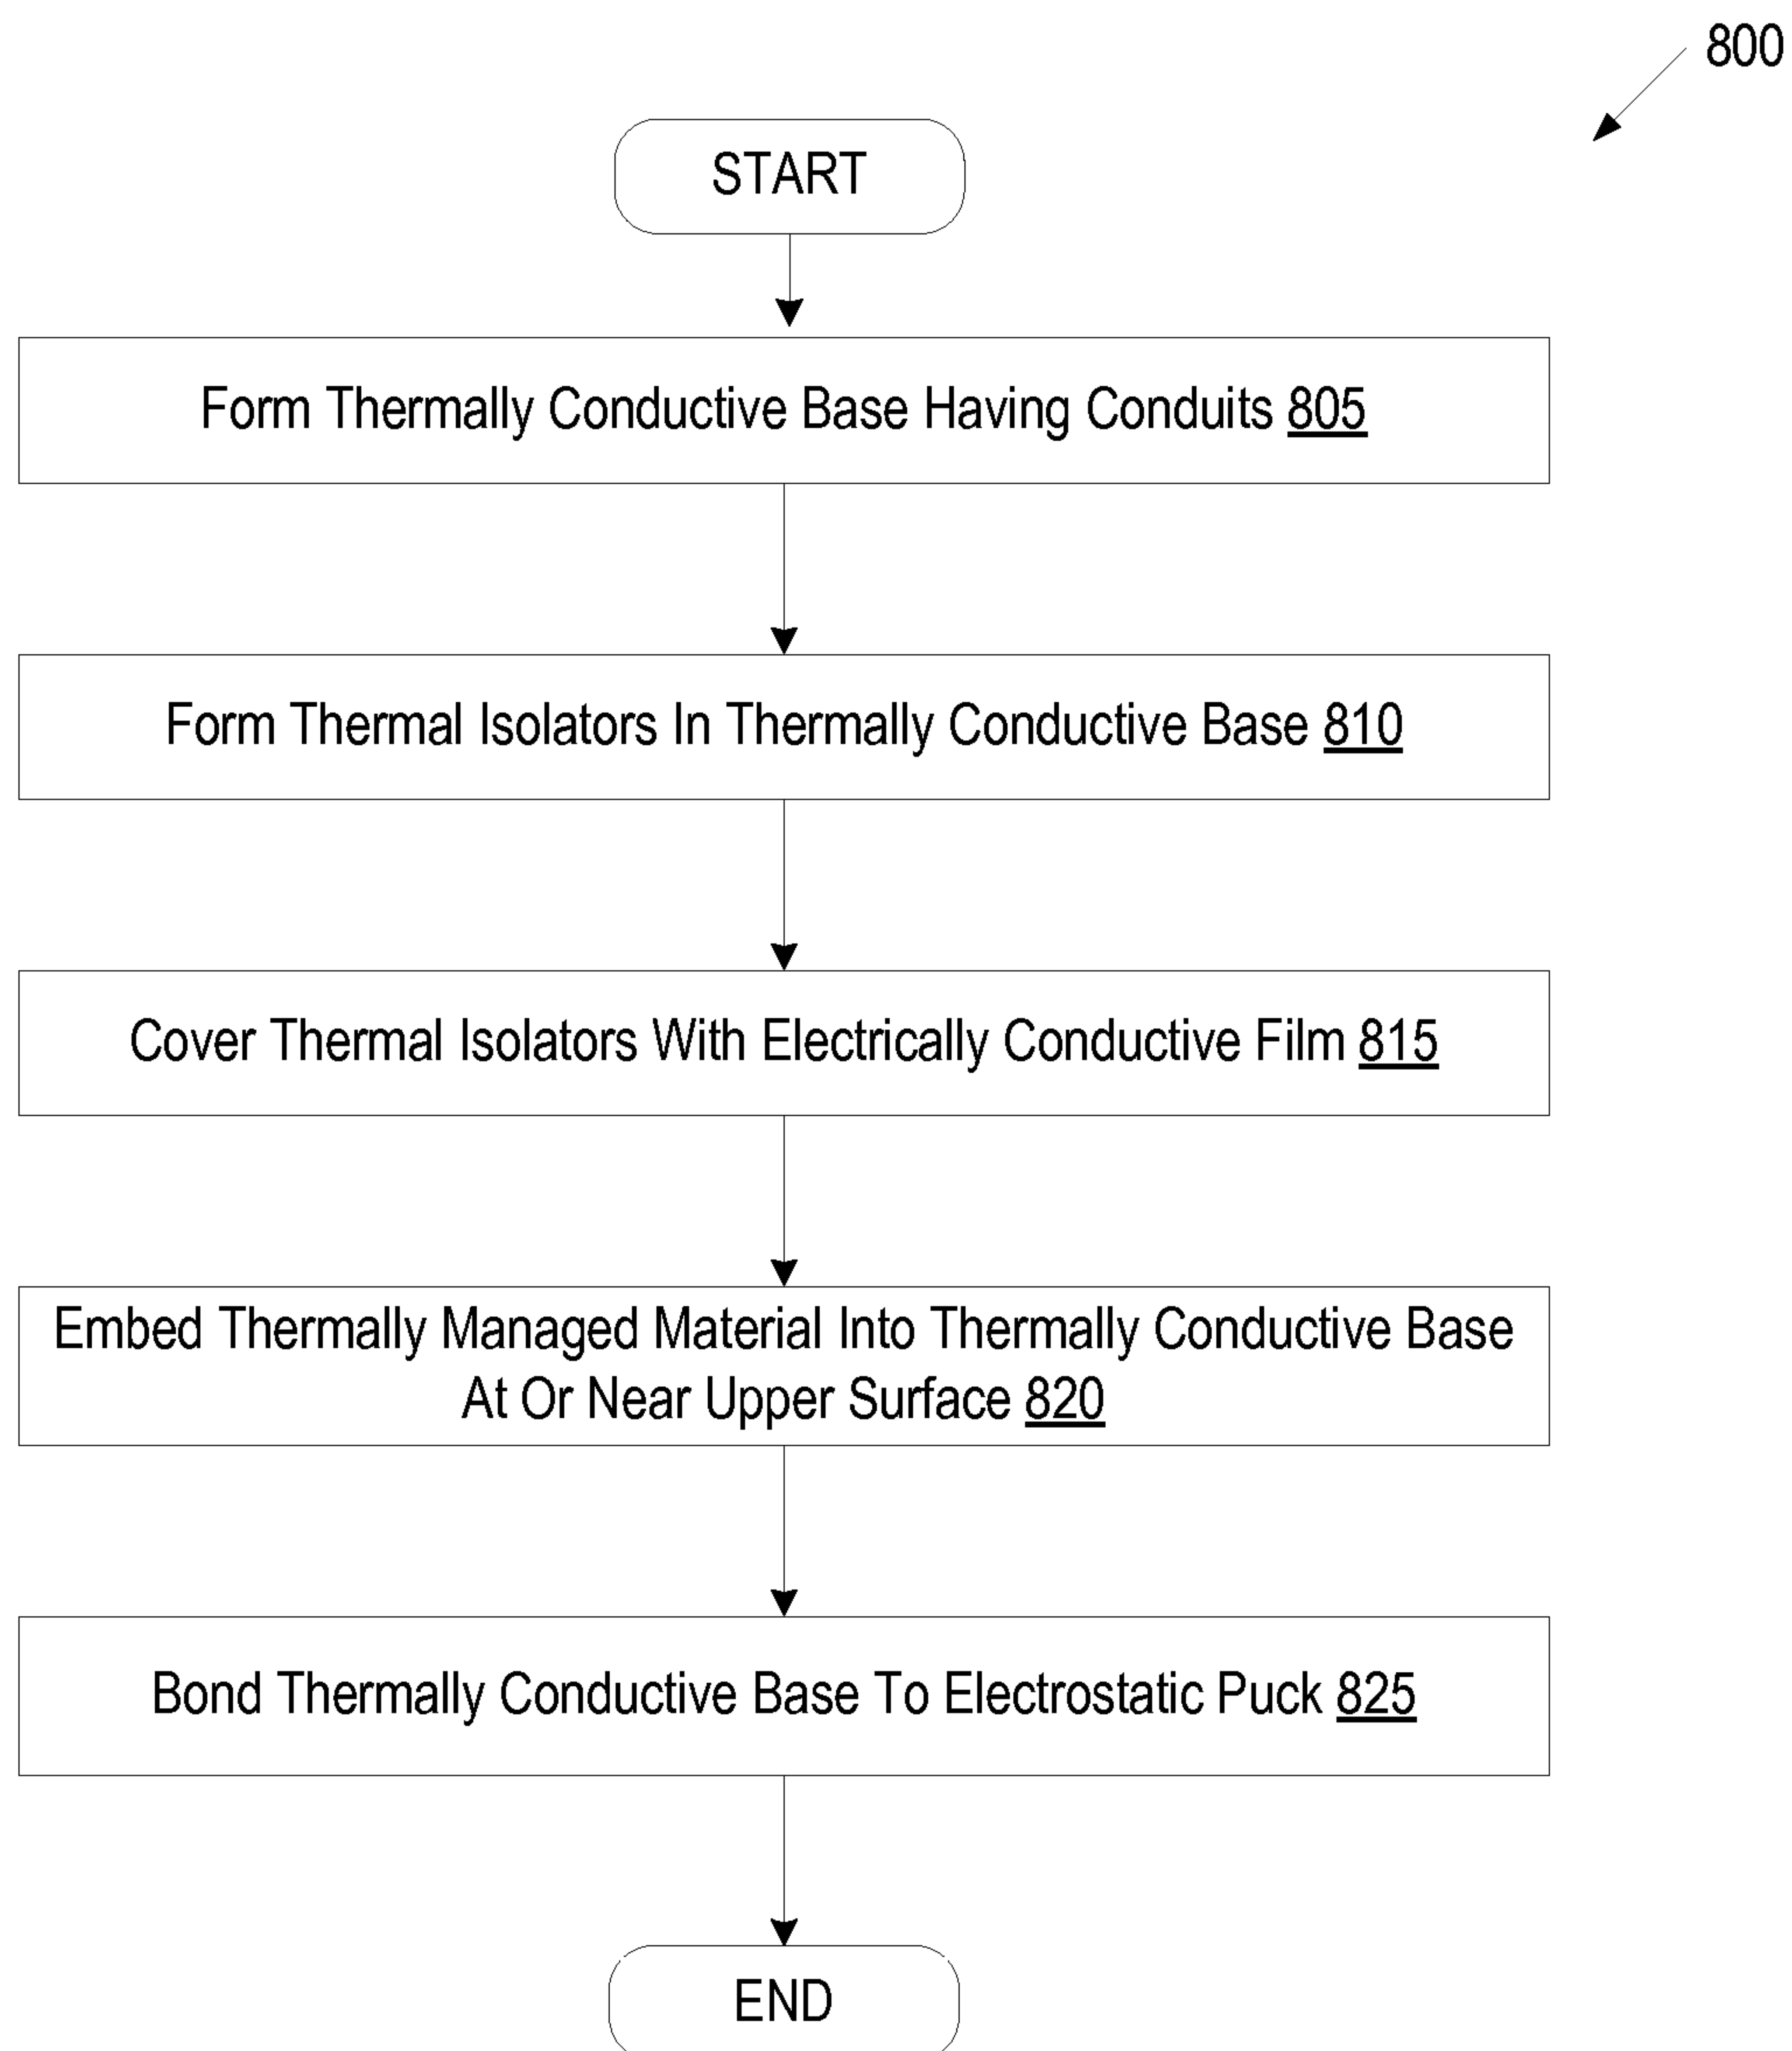 800
START
Form Thermally Conductive Base Having Conduits 805
Form Thermal Isolators In Thermally Conductive Base 810
Cover Thermal Isolators With Electrically Conductive Film 815
Embed Thermally Managed Material Into Thermally Conductive Base
At Or Near Upper Surface 820
Bond Thermally Conductive Base To Electrostatic Puck 825
END